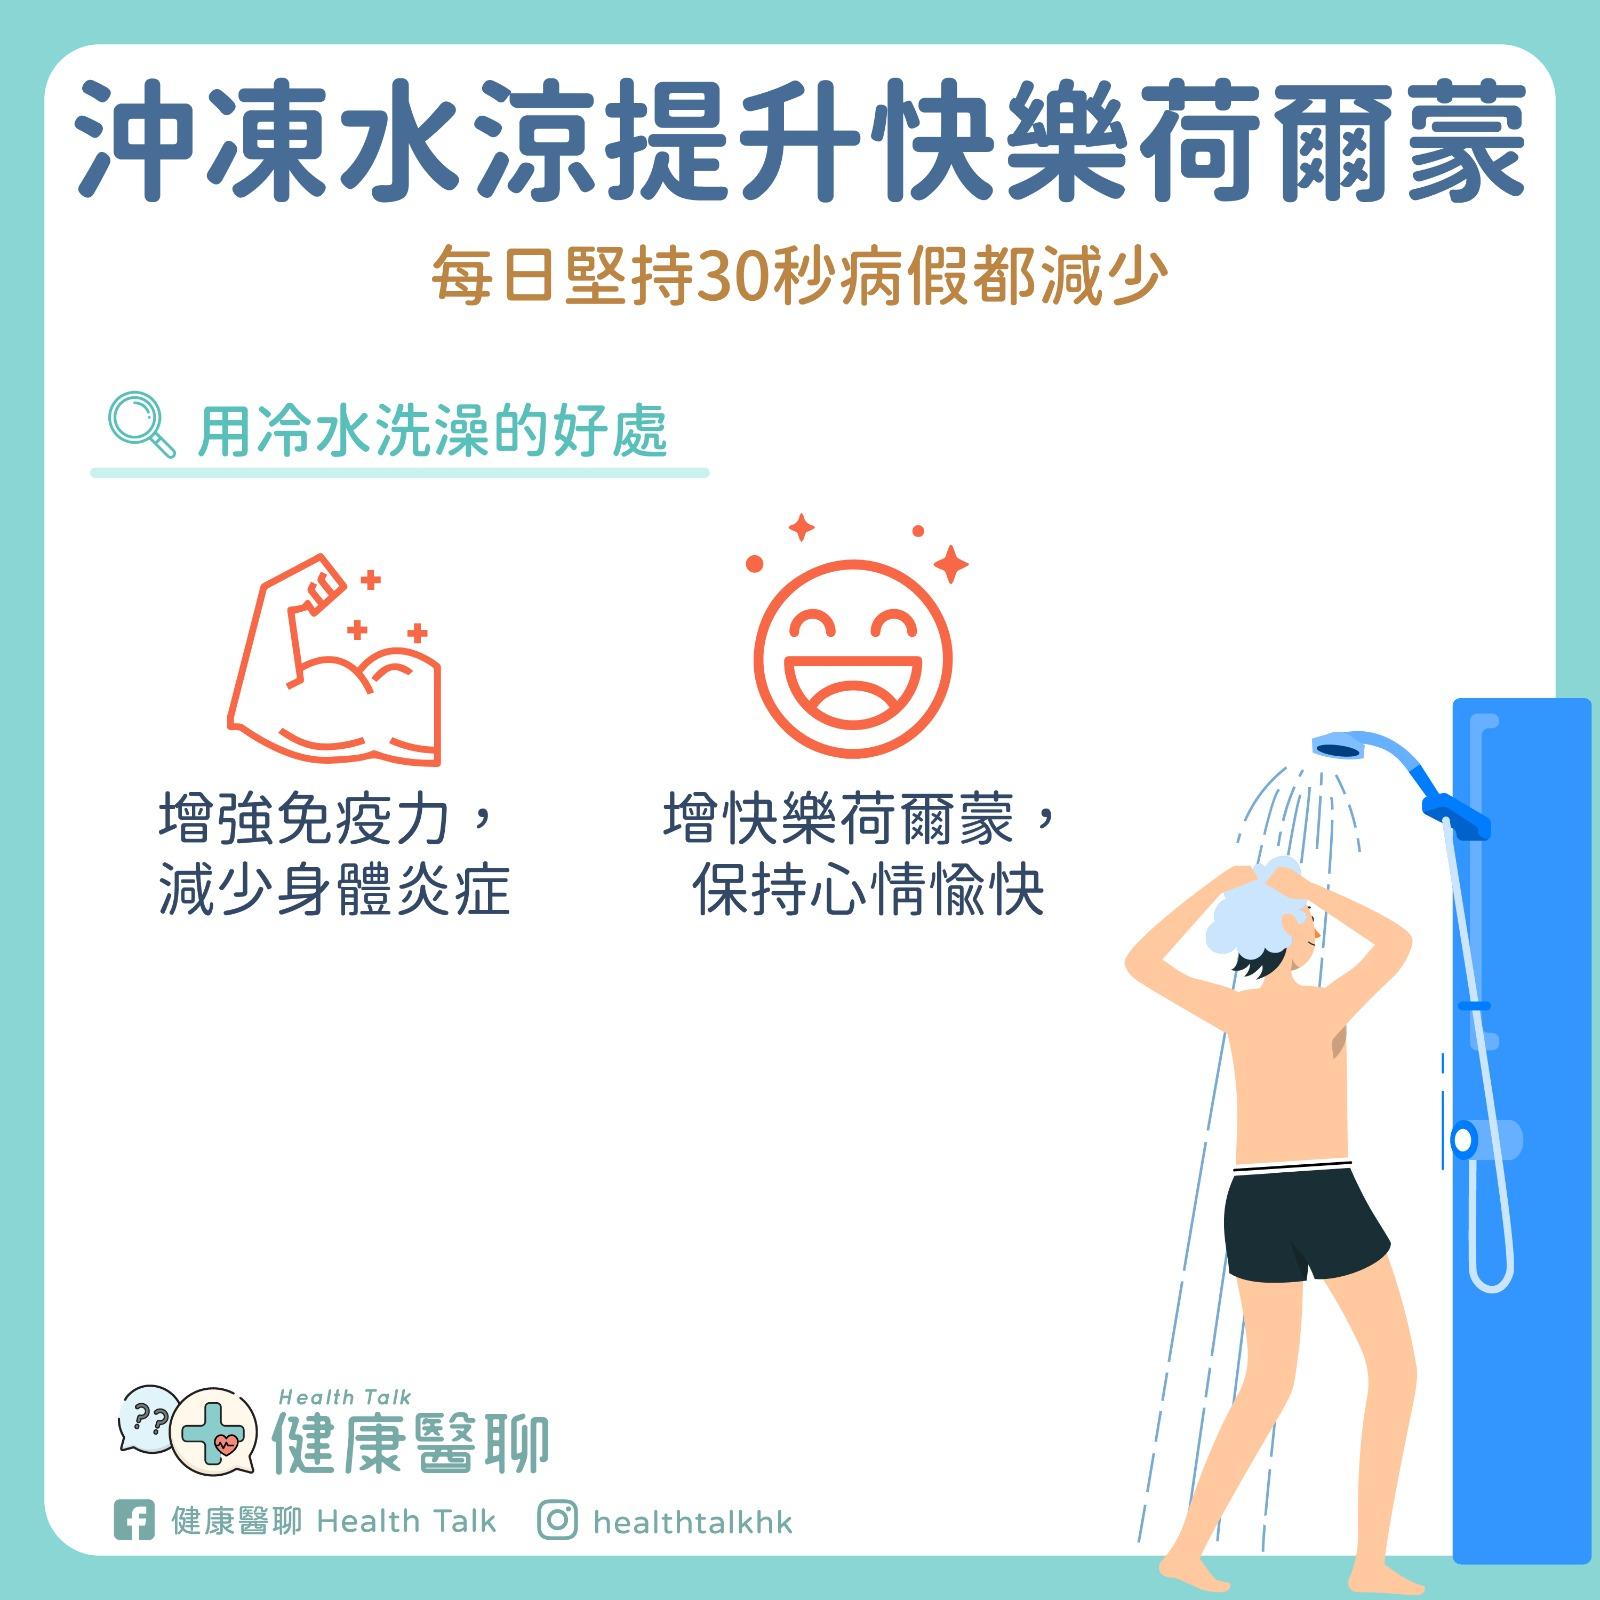 沖凍水涼提升快樂荷爾蒙
每日堅持30秒病假都減少
用冷水洗澡的好處
增強免疫力，
減少身體炎症
增快樂荷爾蒙，
保持心情愉快
??
Health Talk
健康醫聊
健康醫聊 Health Talk
healthtalkhk